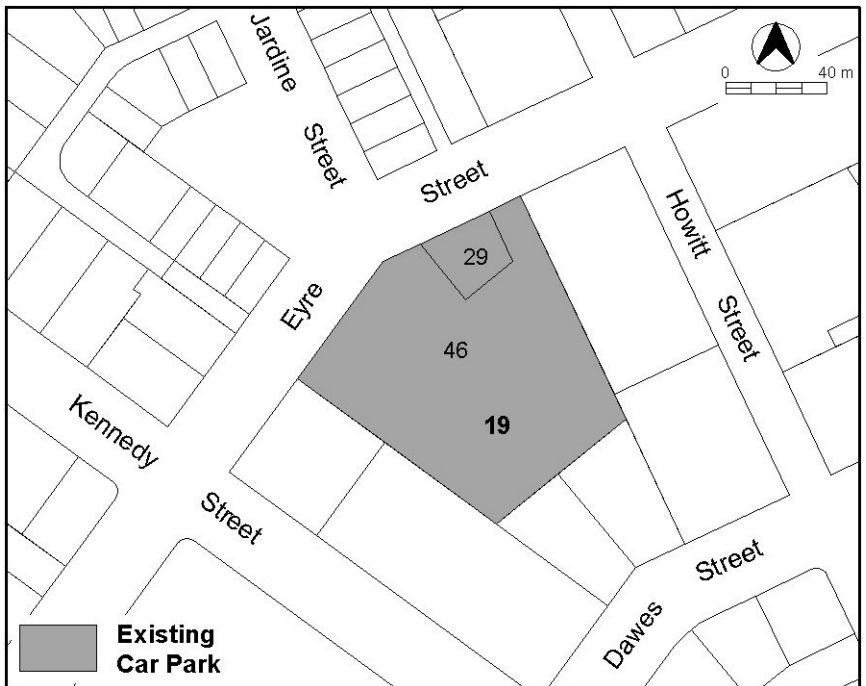 Jardine
Street
0 40 m
Street
Howitt
Street
29
Eyre
46
19
Kennedy
Street
Street
Dawes
Existing
Car Park